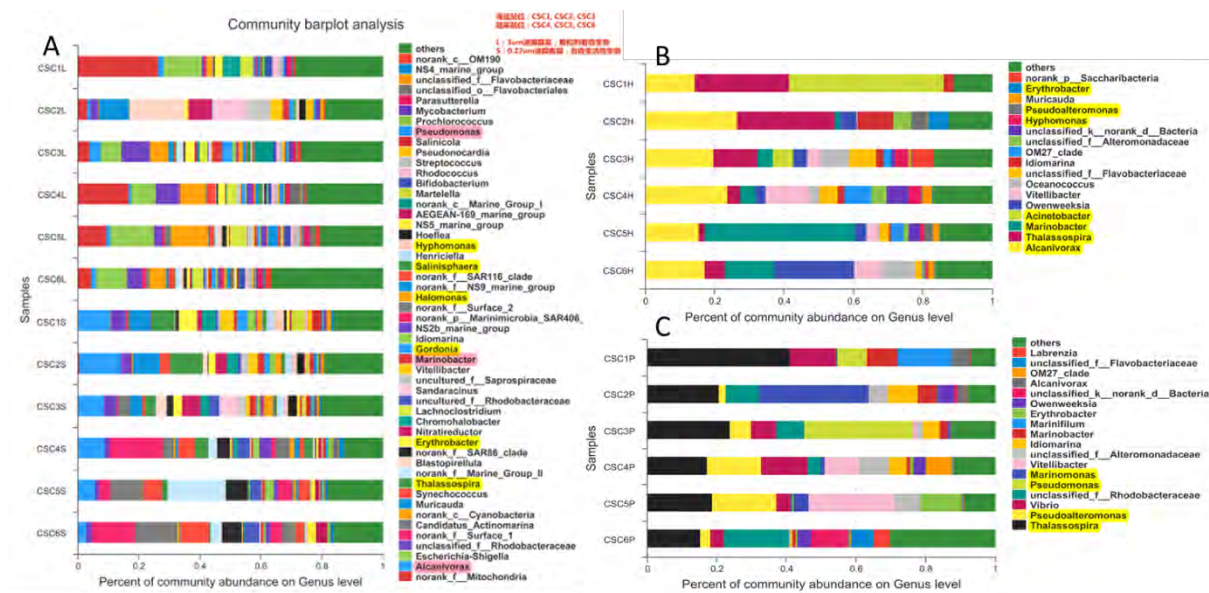 Community barplot analysis
A
CSC1L
CSC2L
CSC3L
CSC4L
CSC5L
CSC6L
CSC1S
CSC2S
CSC3S
CSC4S
CSC5S
CSC6S
Samples
0
0.2
0.4
0.6
0.8
1
Percent of community abundance on Genus level
others
norank_c__OM190
NS4_marine_group
unclassified_f__Flavobacteriaceae
unclassified_o__Flavobacteriales
Parasutterella
Mycobacterium
Prochlorococcus
Pseudomonas
Salinicola
Pseudonocardia
Streptococcus
Rhodococcus
Bifidobacterium
Martelella
norank_c__Marine_Group_I
AEGEAN-169_marine_group
NS5_marine_group
Hoeflea
Hyphomonas
Henriciella
Salinisphaera
norank_f__SAR116_clade
norank_f__NS9_marine_group
Halomonas
norank_f__Surface_2
norank_p__Marinimicrobia_SAR406_
NS2b_marine_group
Idiomarina
Gordonia
Marinobacter
Vitellibacter
uncultured_f__Saprospiraceae
Sandaracinus
uncultured_f__Rhodobacteraceae
Lachnoclostridium
Chromohalobacter
Nitratireductor
Erythrobacter
norank_f__SAR86_clade
Blastopirellula
norank_f__Marine_Group_II
Thalassospira
Synechococcus
Muricauda
norank_c__Cyanobacteria
Candidatus_Actinomarina
norank_f__Surface_1
unclassified_f__Rhodobacteraceae
Escherichia-Shigella
Alcanivorax
norank_f__Mitochondria
B
CSC1H
CSC2H
CSC3H
CSC4H
CSC5H
CSC6H
Samples
0
0.2
0.4
0.6
0.8
1
Percent of community abundance on Genus level
others
norank_p__Saccharibacteria
Erythrobacter
Muricauda
Pseudoalteromonas
Hyphomonas
unclassified_k__norank_d__Bacteria
unclassified_f__Alteromonadaceae
OM27_clade
Idiomarina
unclassified_f__Flavobacteriaceae
Oceanococcus
Vitellibacter
Owenweeksia
Acinetobacter
Marinobacter
Thalassospira
Alcanivorax
C
CSC1P
CSC2P
CSC3P
CSC4P
CSC5P
CSC6P
Samples
0
0.2
0.4
0.6
0.8
1
Percent of community abundance on Genus level
others
Labrenzia
unclassified_f__Flavobacteriaceae
OM27_clade
Alcanivorax
unclassified_k__norank_d__Bacteria
Owenweeksia
Erythrobacter
Marinifilum
Marinobacter
Idiomarina
unclassified_f__Alteromonadaceae
Vitellibacter
Marinomonas
Pseudomonas
unclassified_f__Rhodobacteraceae
Vibrio
Pseudoalteromonas
Thalassospira